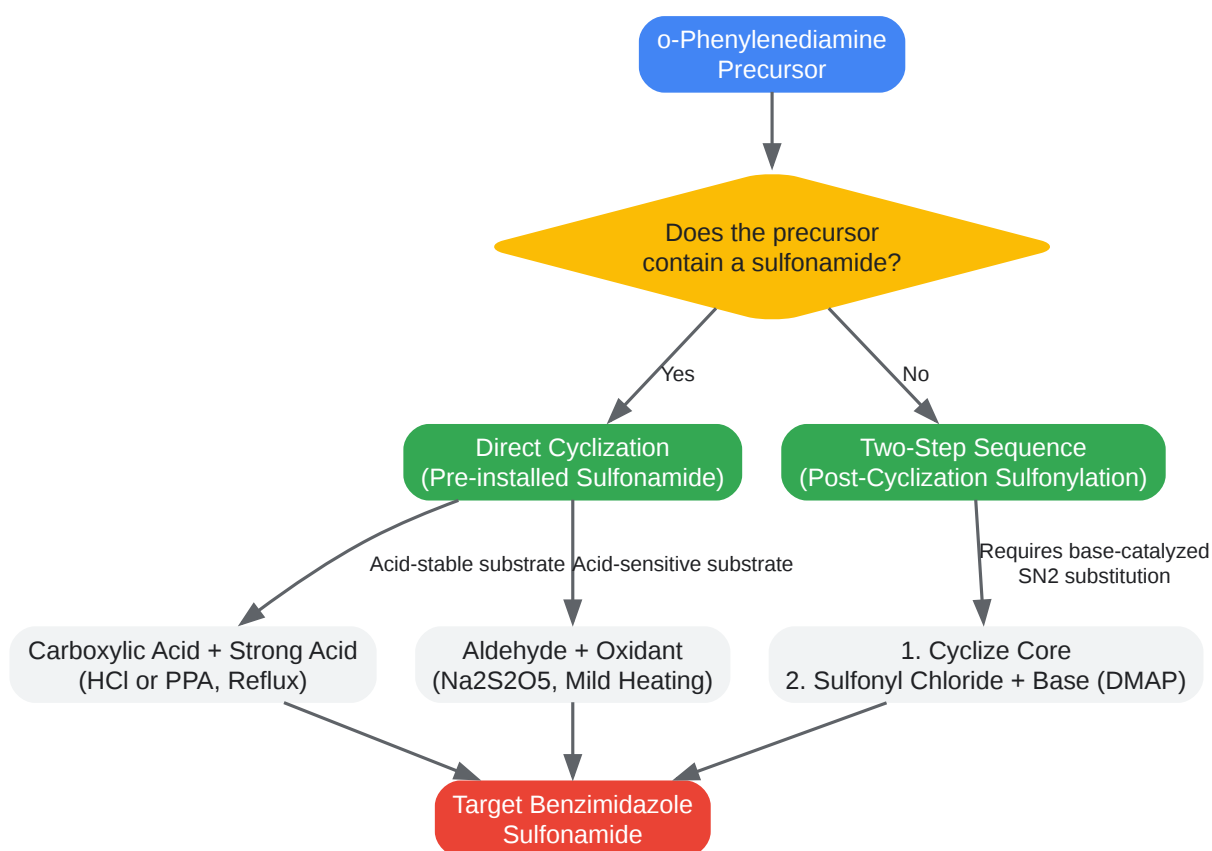 o-Phenylenediamine
Precursor
Does the precursor
contain a sulfonamide?
Yes
No
Direct Cyclization
(Pre-installed Sulfonamide)
Two-Step Sequence
(Post-Cyclization Sulfonylation)
Acid-stable substrate
Acid-sensitive substrate
Requires base-catalyzed
SN2 substitution
Carboxylic Acid + Strong Acid
(HCl or PPA, Reflux)
Aldehyde + Oxidant
(Na2S2O5, Mild Heating)
1. Cyclize Core
2. Sulfonyl Chloride + Base (DMAP)
Target Benzimidazole
Sulfonamide